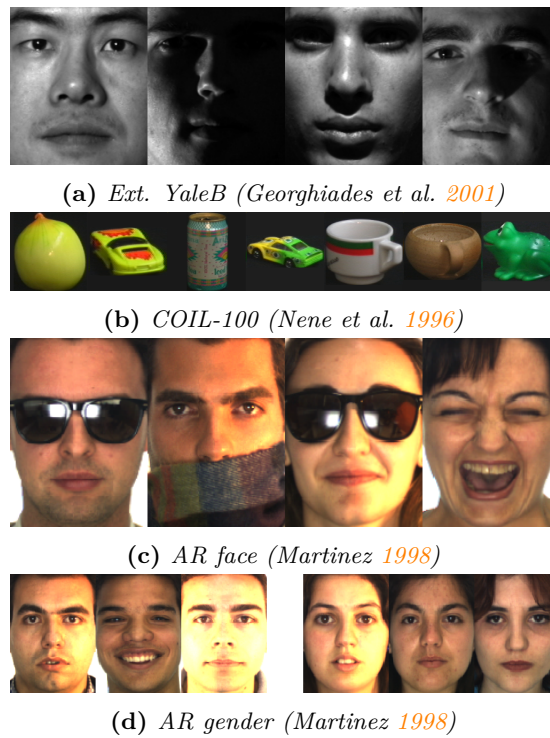 (a) Ext. YaleB (Georghiades et al. 2001)
(b) COIL-100 (Nene et al. 1996)
(c) AR face (Martinez 1998)
(d) AR gender (Martinez 1998)